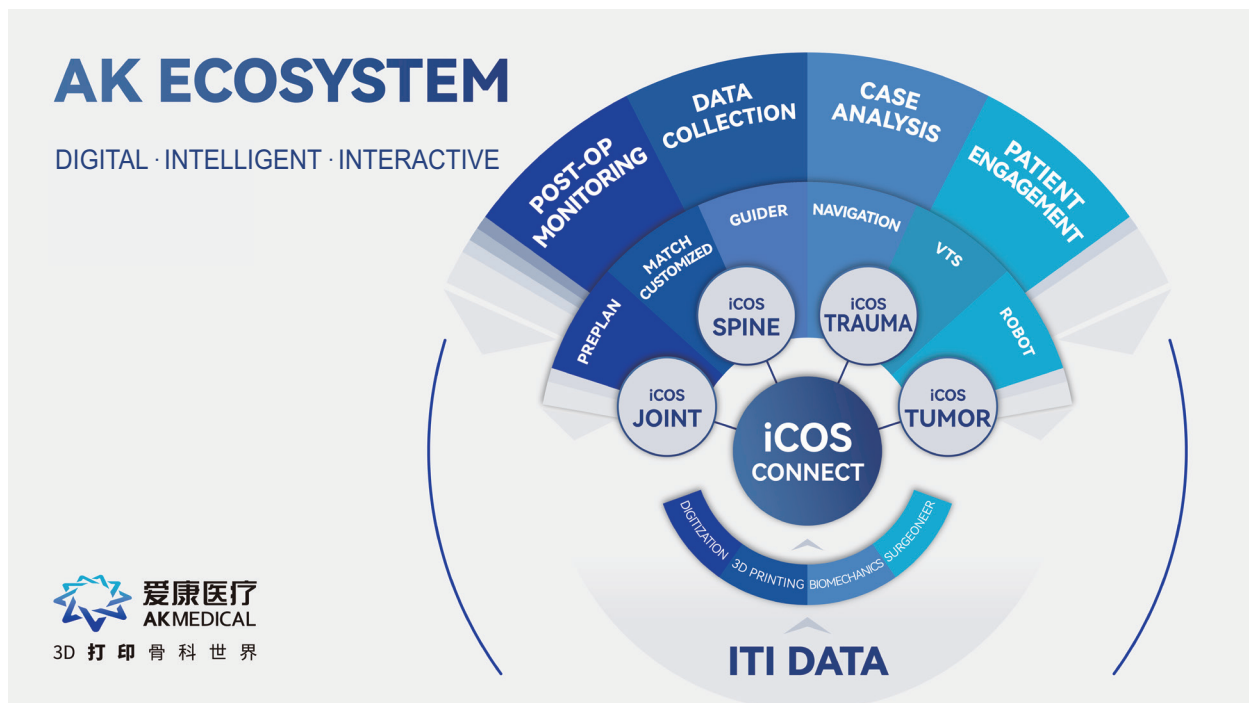 AK ECOSYSTEM
DIGITAL · INTELLIGENT · INTERACTIVE
POST-OP
MONITORING
DATA
COLLECTION
CASE
ANALYSIS
PATIENT
ENGAGEMENT
PREPLAN
MATCH
CUSTOMIZED
GUIDER
NAVIGATION
VTS
ROBOT
iCOS
JOINT
iCOS
SPINE
iCOS
TRAUMA
iCOS
TUMOR
iCOS
CONNECT
DIGITIZATION
3D PRINTING
BIOMECHANICS
SURGEONEER
ITI DATA
爱康医疗
AKMEDICAL
3D 打印骨科世界